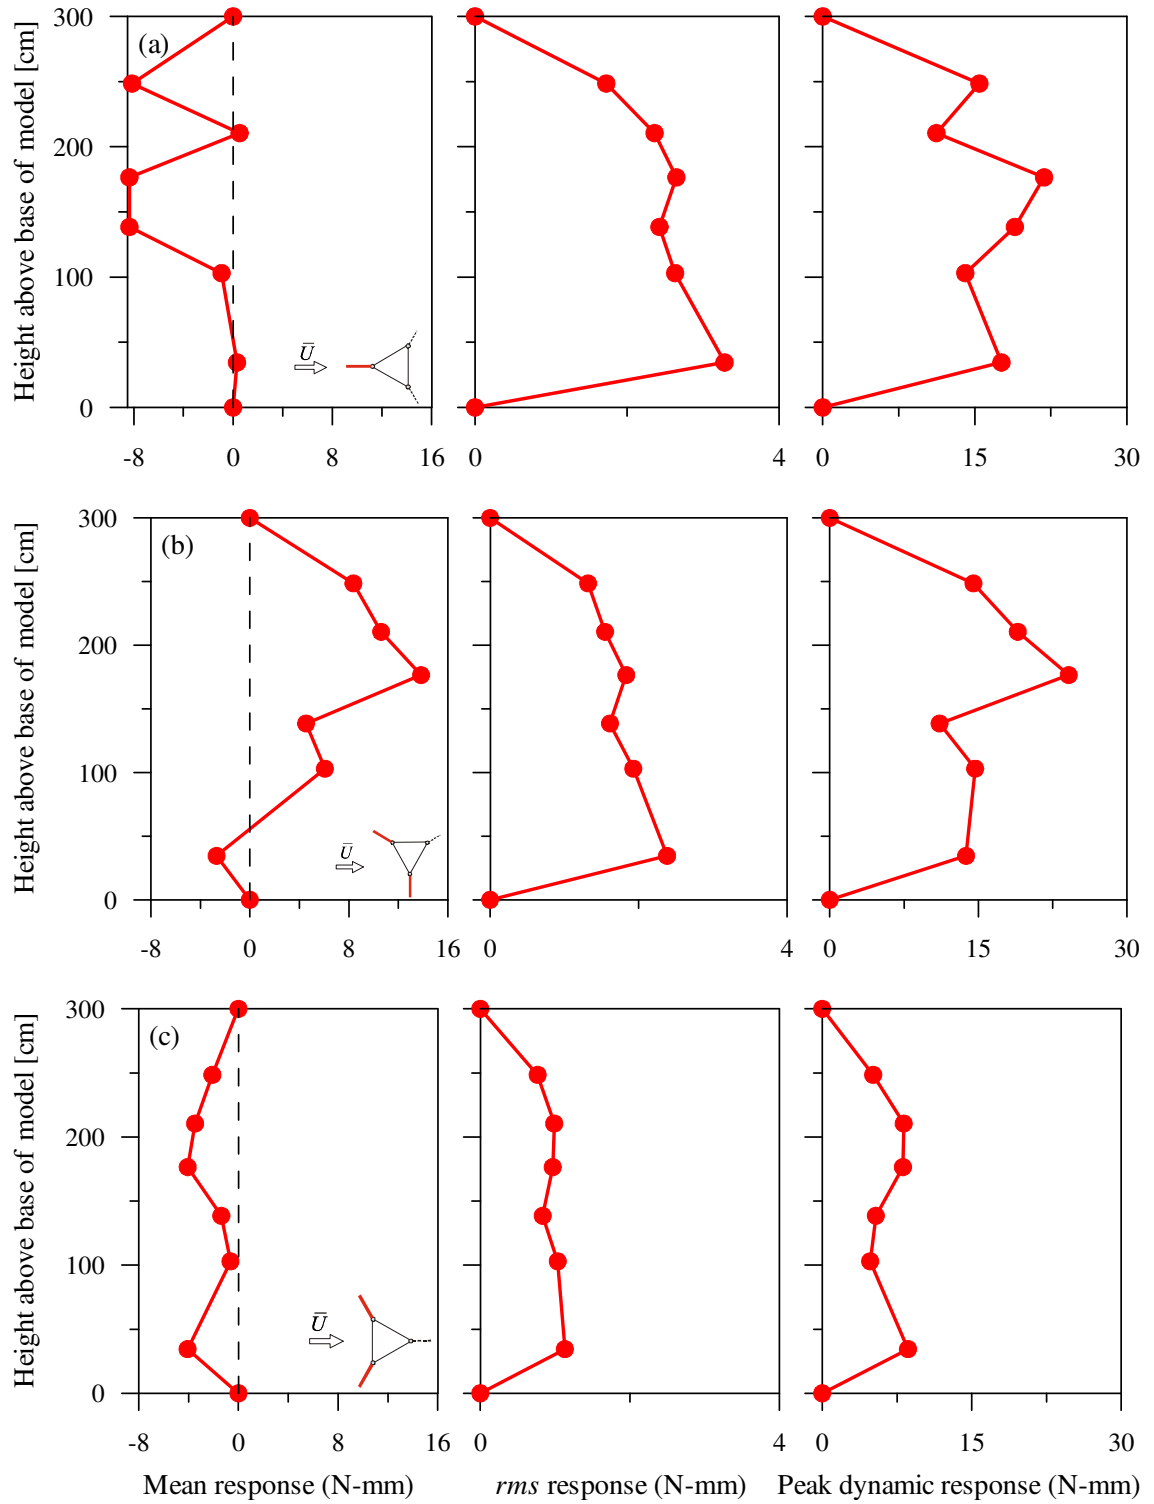 Height above base of model [cm]
300
200
100
0
(a)
U̅
-8 0 8 16
0 4
0 15 30
Height above base of model [cm]
300
200
100
0
(b)
U̅
-8 0 8 16
0 4
0 15 30
Height above base of model [cm]
300
200
100
0
(c)
U̅
-8 0 8 16
0 4
0 15 30
Mean response (N-mm)
rms response (N-mm)
Peak dynamic response (N-mm)